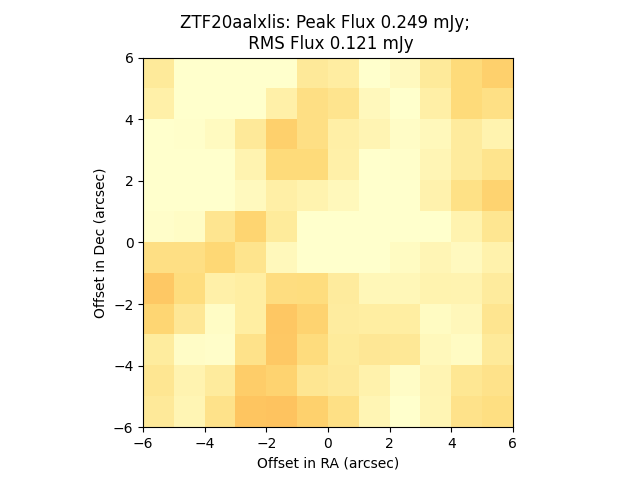 ZTF20aalxlis: Peak Flux 0.249 mJy;
RMS Flux 0.121 mJy
6
4
2
0
−2
−4
−6
Offset in Dec (arcsec)
−6 −4 −2 0 2 4 6
Offset in RA (arcsec)